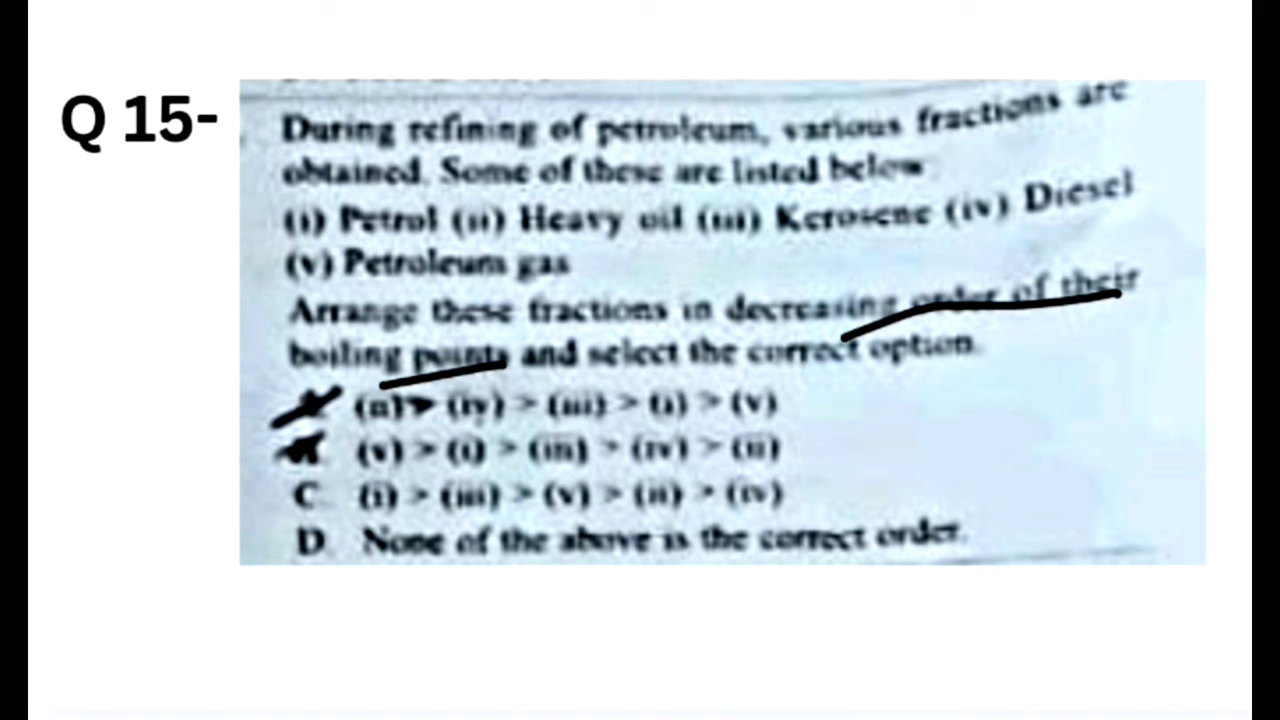 Q 15-
During refining of petroleum, various fractions are
obtained. Some of these are listed below
(i) Petrol (ii) Heavy oil (iii) Kerosene (iv) Diesel
(v) Petroleum gas
Arrange these fractions in decreasing order of their
boiling points and select the correct option.
(ii) > (iv) > (iii) > (i) > (v)
(v) > (i) > (iii) > (iv) > (ii)
C. (i) > (iii) > (v) > (ii) > (iv)
D. None of the above is the correct order.